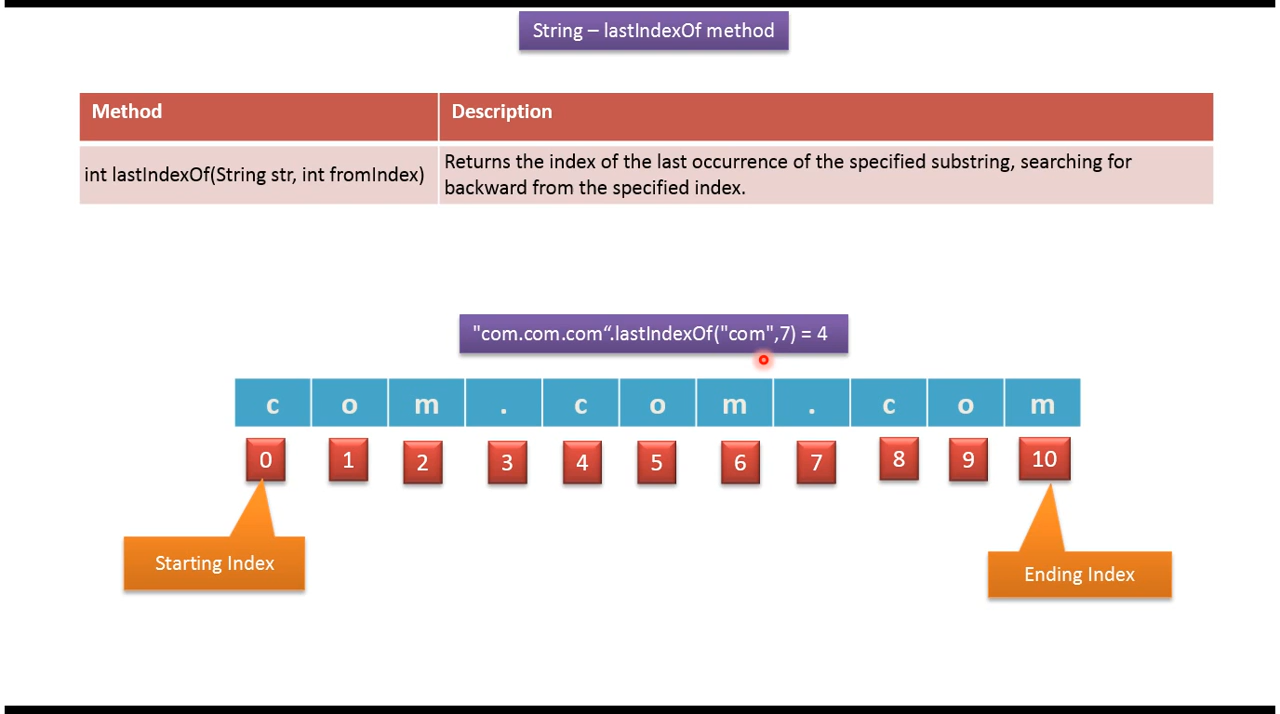 String – lastIndexOf method
Method Description
int lastIndexOf(String str, int fromIndex)
Returns the index of the last occurrence of the specified substring, searching for
backward from the specified index.
"com.com.com“.lastIndexOf("com",7) = 4
c o m . c o m . c o m
0 1 2 3 4 5 6 7 8 9 10
Starting Index
Ending Index